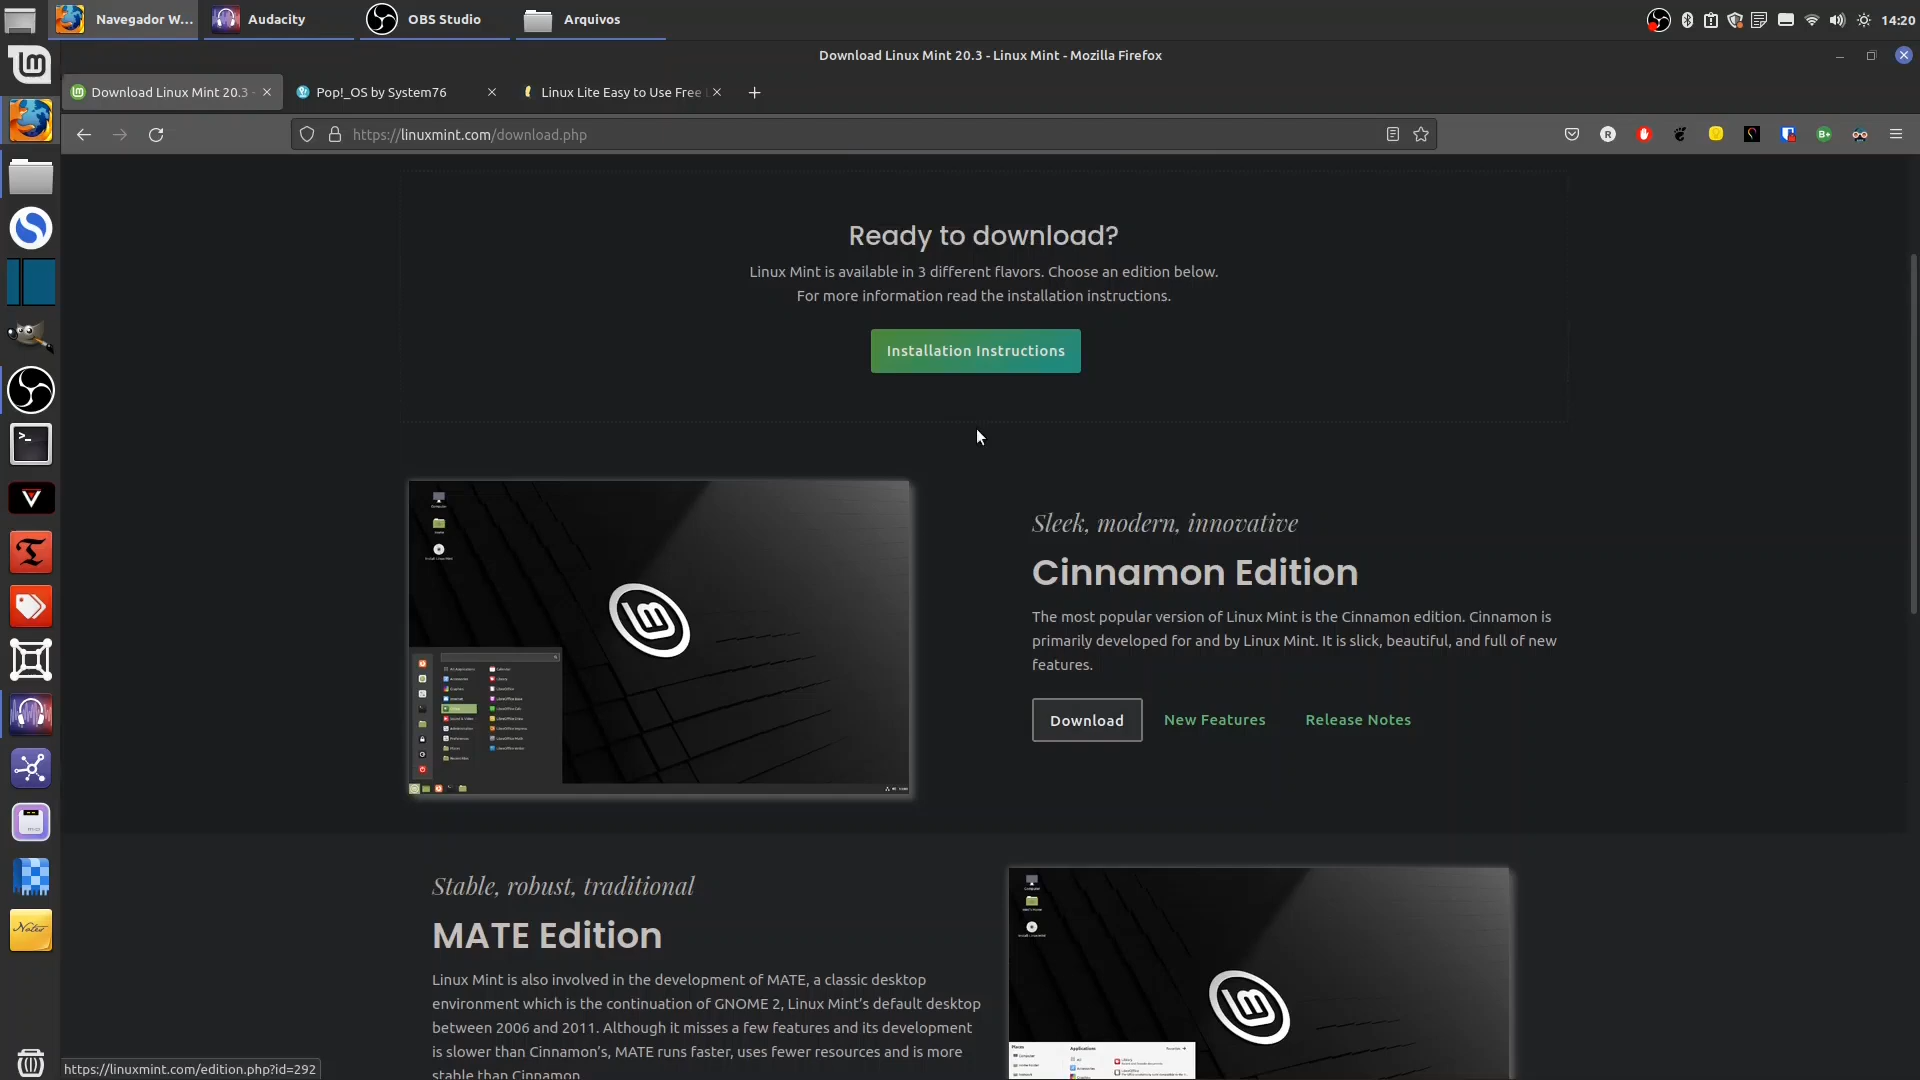 Navegador W...
Audacity
OBS Studio
Arquivos
14:20
Download Linux Mint 20.3 - Linux Mint - Mozilla Firefox
Download Linux Mint 20.3 -
Pop!_OS by System76
Linux Lite Easy to Use Free
https://linuxmint.com/download.php
Ready to download?
Linux Mint is available in 3 different flavors. Choose an edition below.
For more information read the installation instructions.
Installation Instructions
Sleek, modern, innovative
Cinnamon Edition
The most popular version of Linux Mint is the Cinnamon edition. Cinnamon is
primarily developed for and by Linux Mint. It is slick, beautiful, and full of new
features.
Download
New Features
Release Notes
Stable, robust, traditional
MATE Edition
Linux Mint is also involved in the development of MATE, a classic desktop
environment which is the continuation of GNOME 2, Linux Mint's default desktop
between 2006 and 2011. Although it misses a few features and its development
is slower than Cinnamon's, MATE runs faster, uses fewer resources and is more
stable than Cinnamon.
Notes
https://linuxmint.com/edition.php?id=292